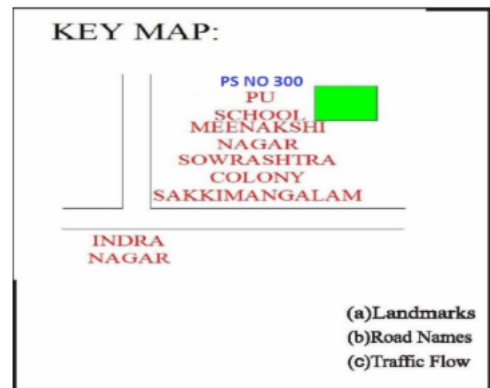 KEY MAP:
PS NO 300
PU
SCHOOL
MEENAKSHI
NAGAR
SOWRASHTRA
COLONY
SAKKIMANGALAM
INDRA
NAGAR
(a)Landmarks
(b)Road Names
(c)Traffic Flow